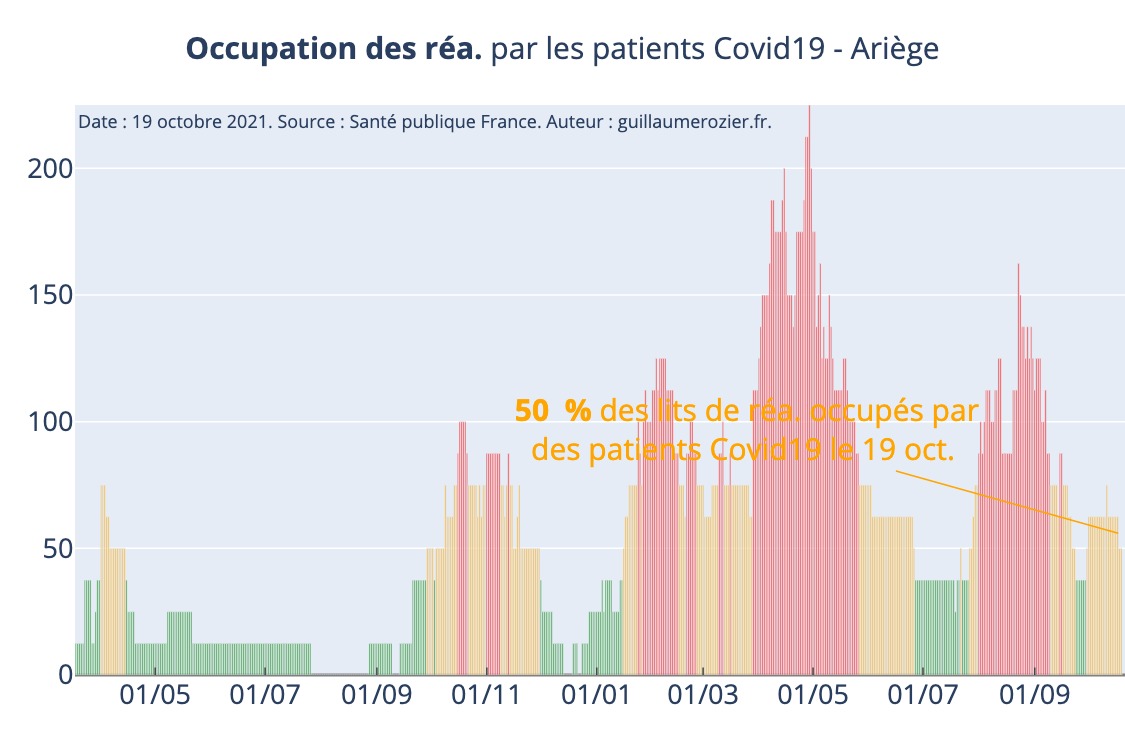 Occupation des réa. par les patients Covid19 - Ariège
Date : 19 octobre 2021. Source : Santé publique France. Auteur : guillaumerozier.fr.
200
150
50 % des lits de réa. occupés par
100
des patients Covid19 le 19 oct.
50
0
01/05 01/07 01/09 01/11 01/01 01/03 01/05 01/07 01/09